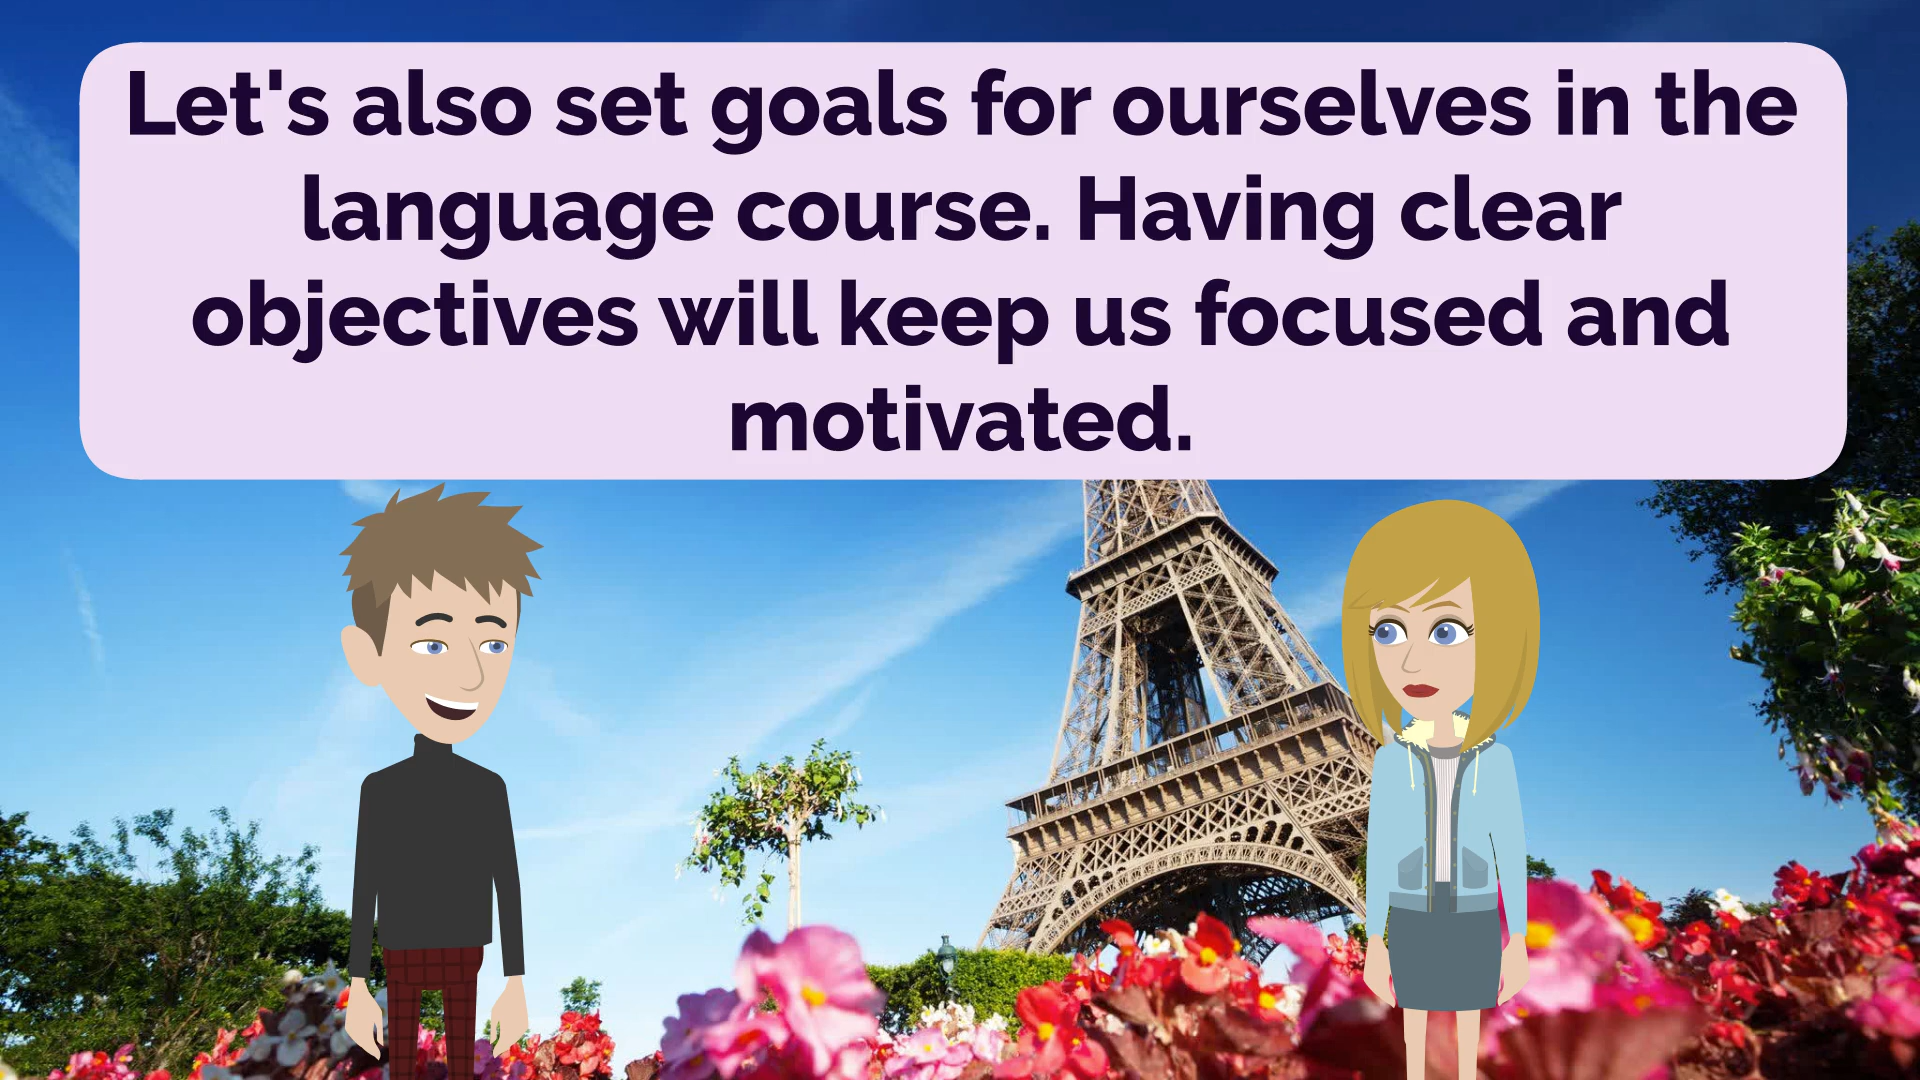 Let's also set goals for ourselves in the
language course. Having clear
objectives will keep us focused and
motivated.